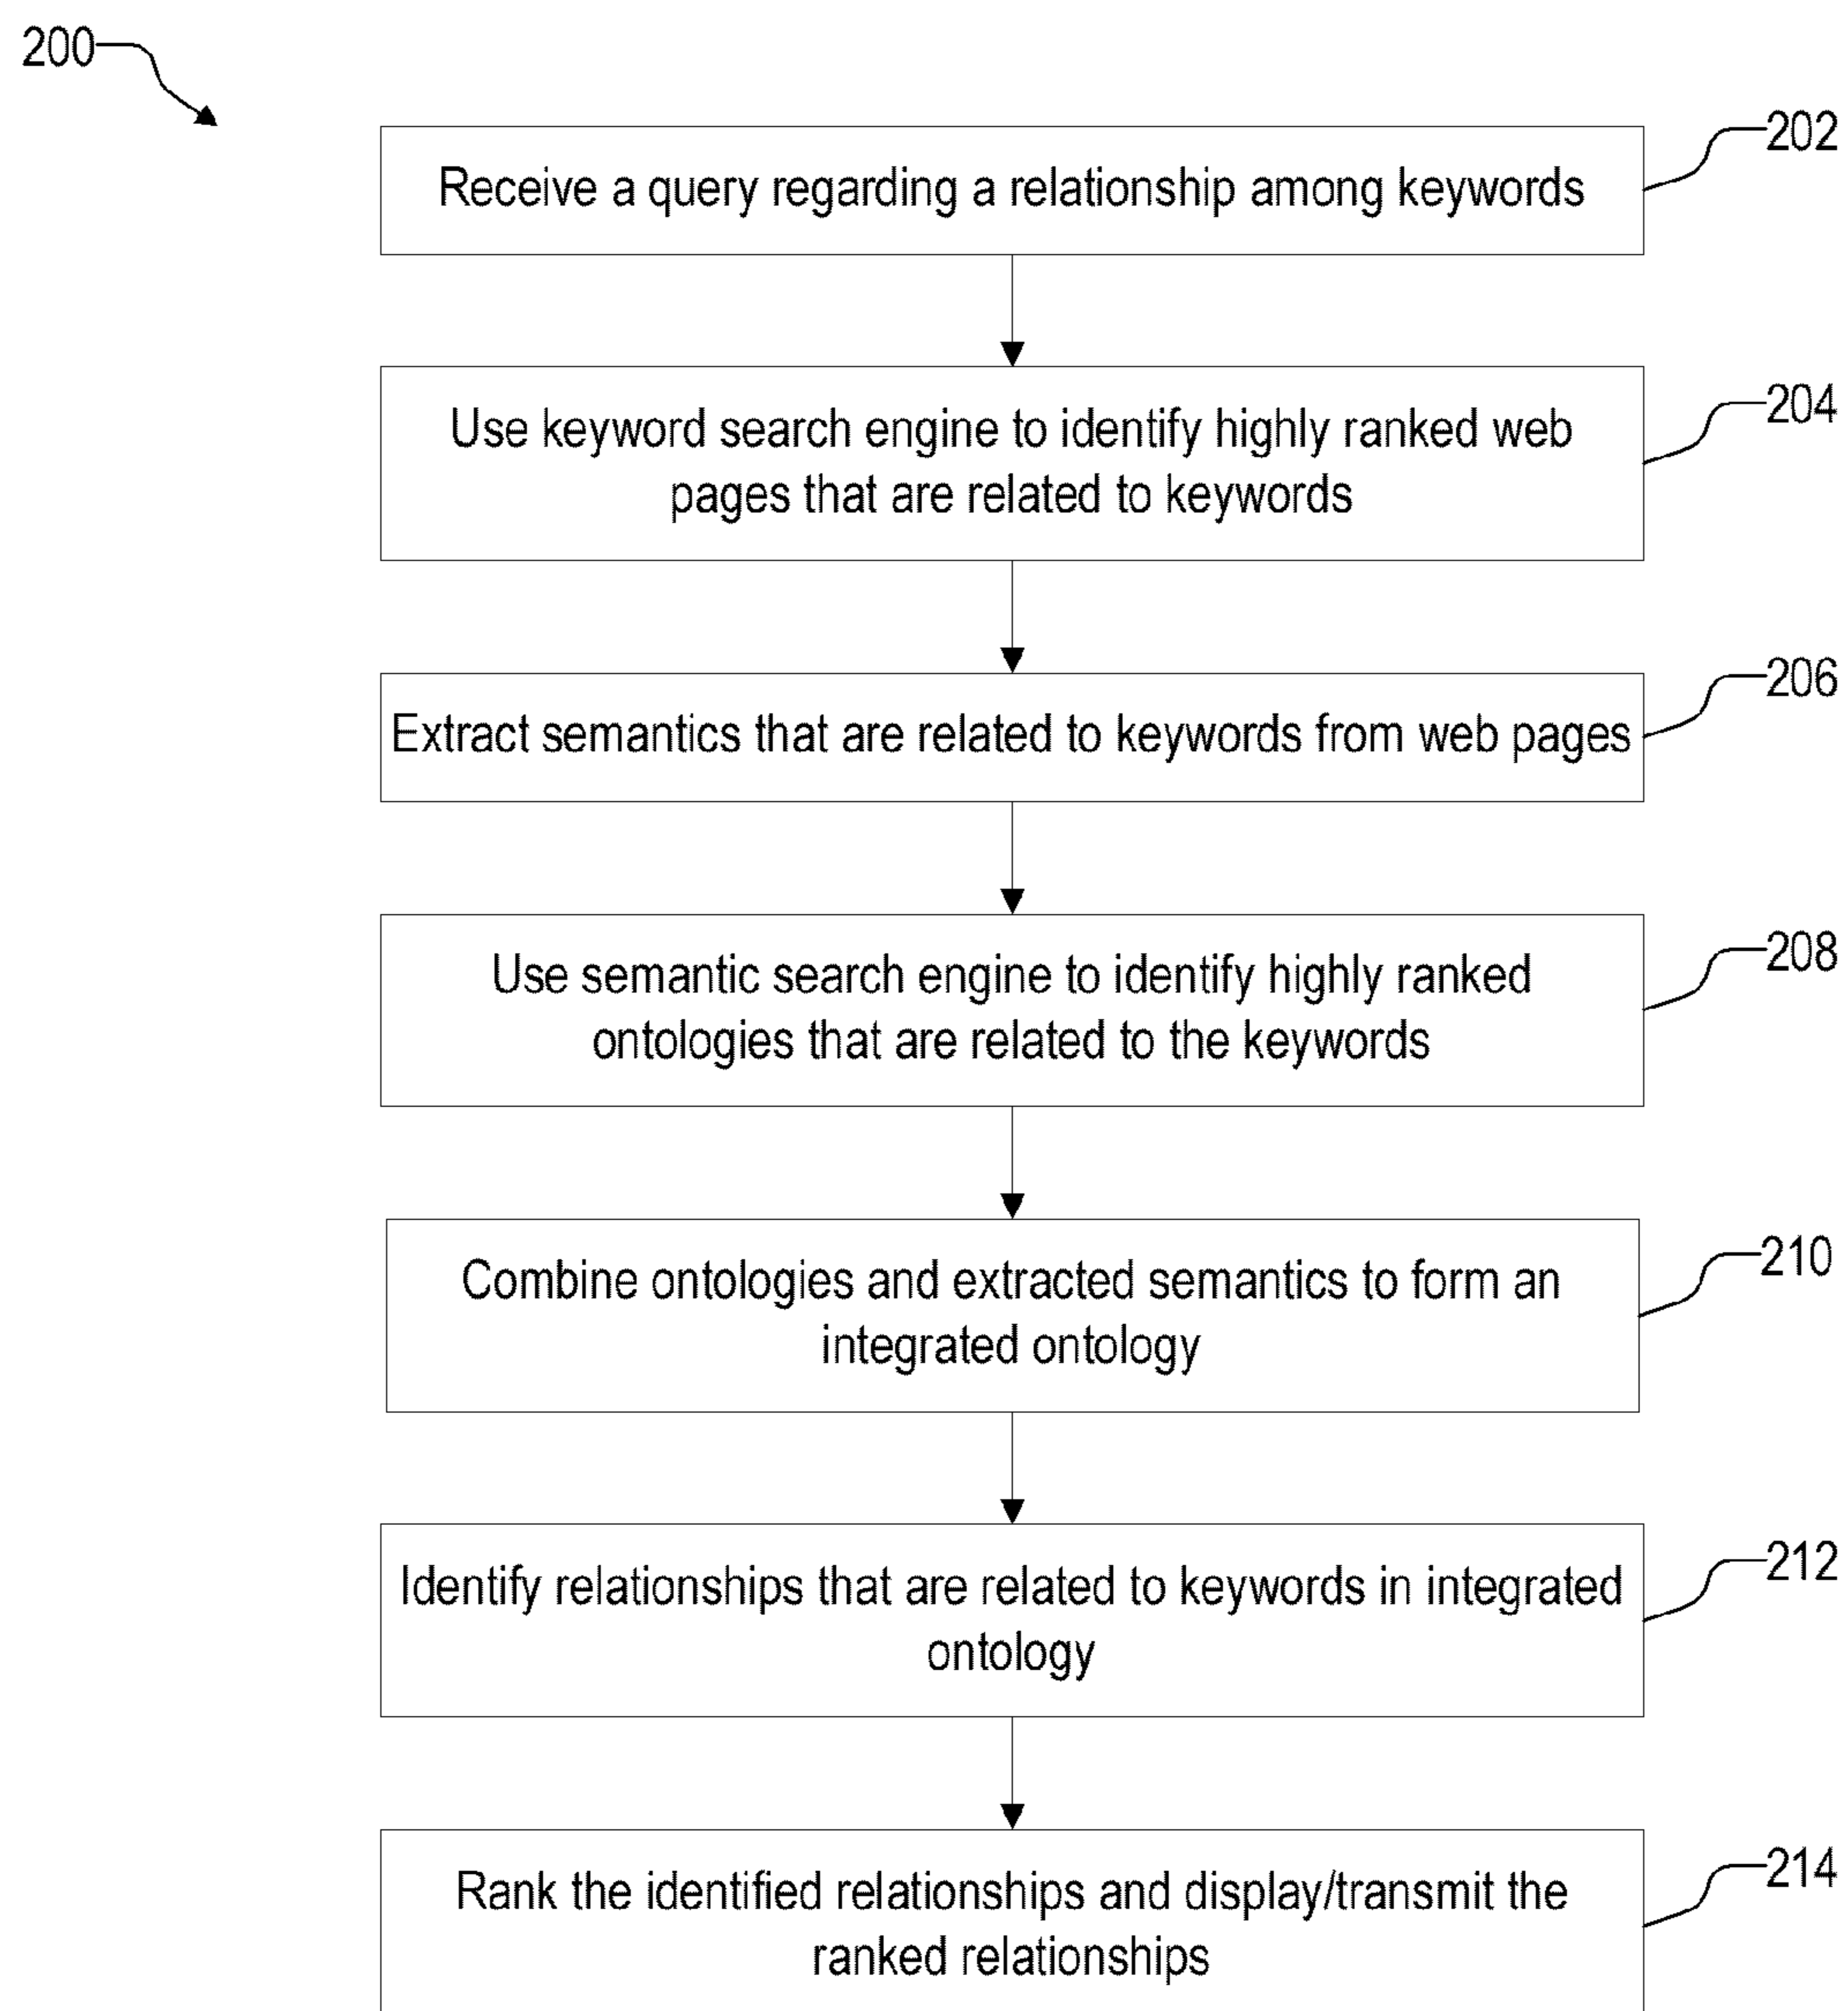 200
202
Receive a query regarding a relationship among keywords
204
Use keyword search engine to identify highly ranked web
pages that are related to keywords
206
Extract semantics that are related to keywords from web pages
208
Use semantic search engine to identify highly ranked
ontologies that are related to the keywords
210
Combine ontologies and extracted semantics to form an
integrated ontology
212
Identify relationships that are related to keywords in integrated
ontology
214
Rank the identified relationships and display/transmit the
ranked relationships